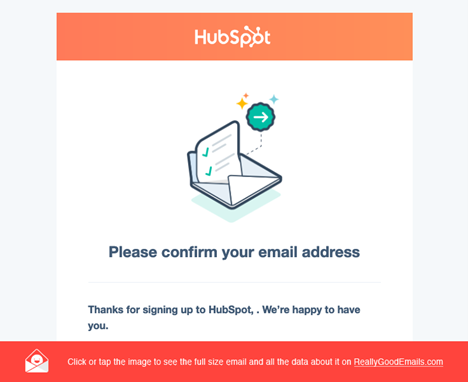 HubSpot
Please confirm your email address
Thanks for signing up to HubSpot, . We’re happy to have
you.
Click or tap the image to see the full size email and all the data about it on ReallyGoodEmails.com